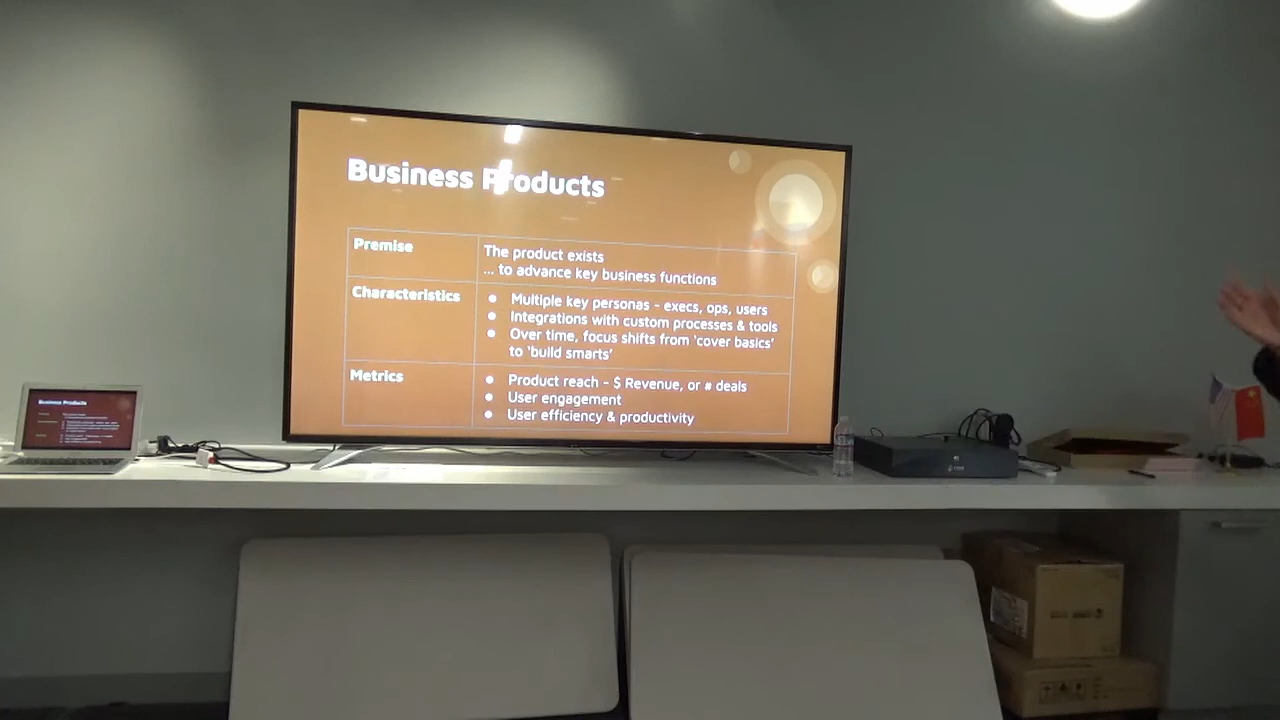 Business Products
Premise
The product exists
... to advance key business functions
Characteristics
Multiple key personas - execs, ops, users
Integrations with custom processes & tools
Over time, focus shifts from 'cover basics'
to 'build smarts'
Metrics
Product reach - $ Revenue, or # deals
User engagement
User efficiency & productivity
Business Products